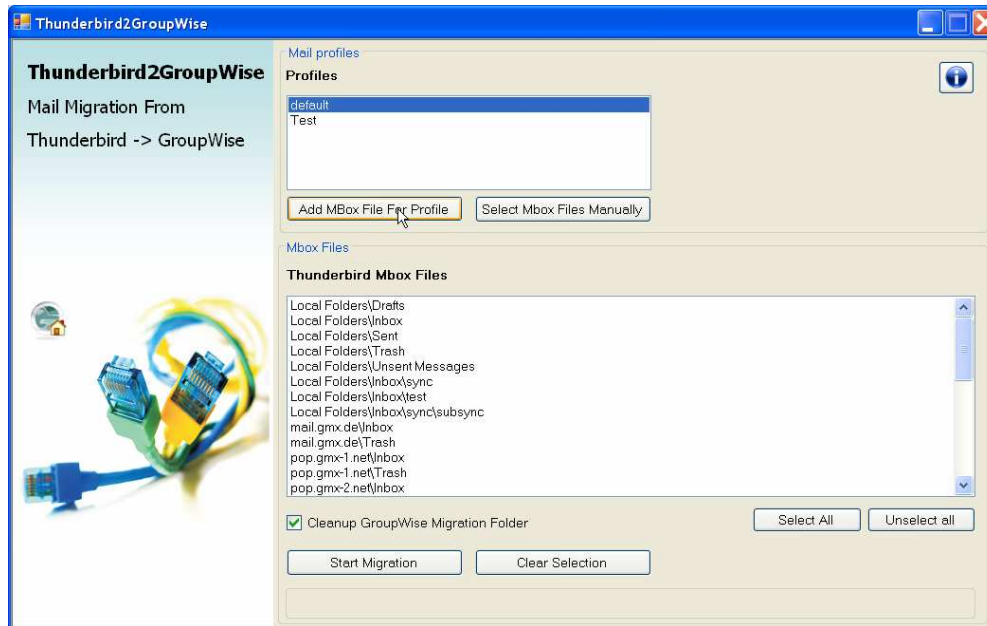 Thunderbird2GroupWise
Thunderbird2GroupWise
Mail Migration From
Thunderbird -> GroupWise
Mail profiles
Profiles
default
Test
Add MBox File For Profile
Select Mbox Files Manually
Mbox Files
Thunderbird Mbox Files
Local Folders\Drafts
Local Folders\Inbox
Local Folders\Sent
Local Folders\Trash
Local Folders\Unsent Messages
Local Folders\Inbox\sync
Local Folders\Inbox\test
Local Folders\Inbox\sync\subsync
mail.gmx.de\Inbox
mail.gmx.de\Trash
pop.gmx-1.net\Inbox
pop.gmx-1.net\Trash
pop.gmx-2.net\Inbox
Cleanup GroupWise Migration Folder
Select All
Unselect all
Start Migration
Clear Selection